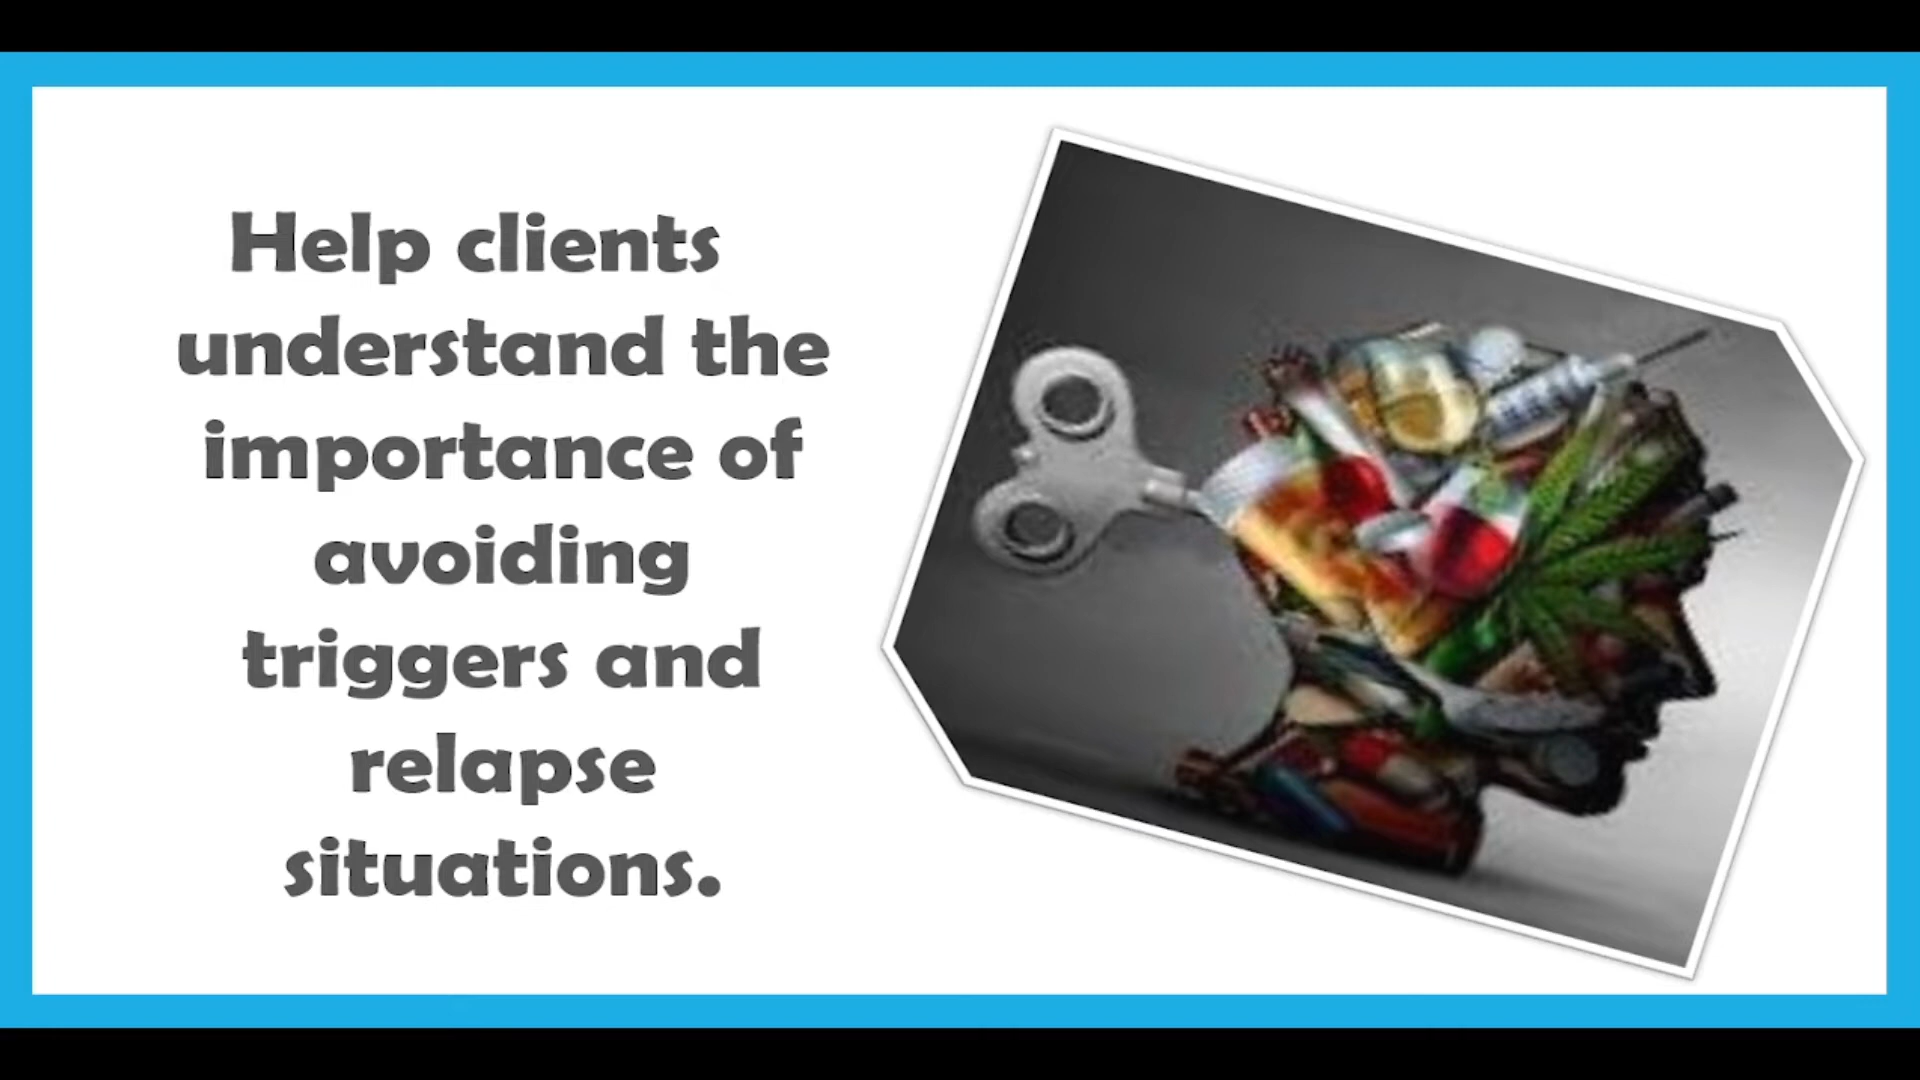 Help clients
understand the
importance of
avoiding
triggers and
relapse
situations.